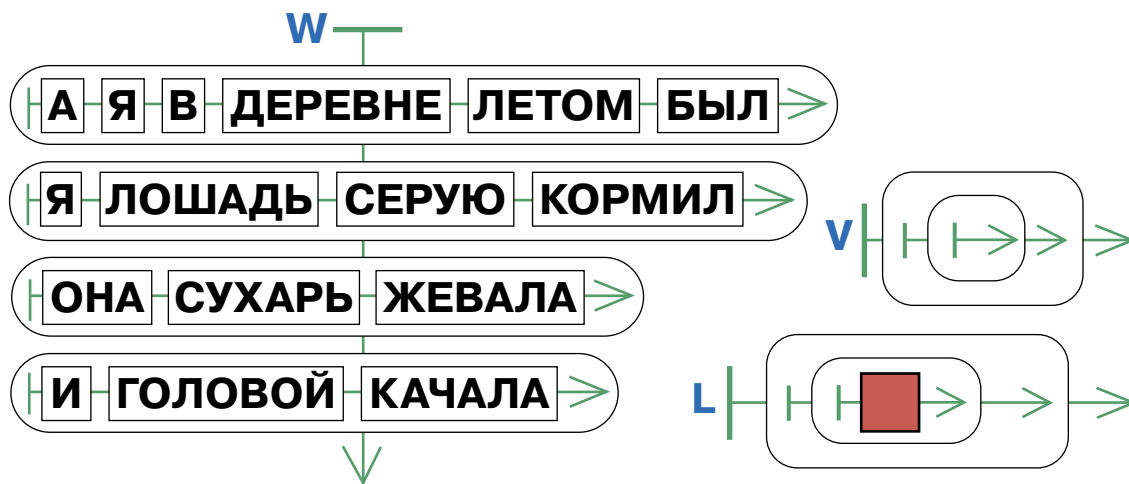 W
А Я В ДЕРЕВНЕ ЛЕТОМ БЫЛ
Я ЛОШАДЬ СЕРУЮ КОРМИЛ
ОНА СУХАРЬ ЖЕВАЛА
И ГОЛОВОЙ КАЧАЛА
V
L